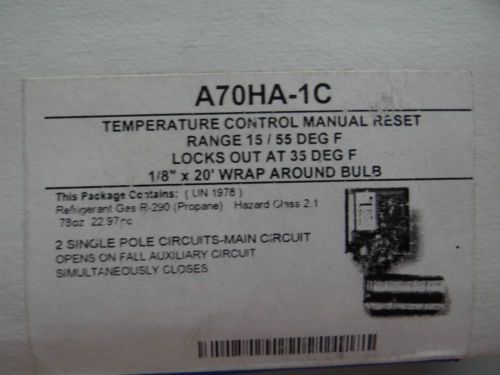 A70HA-1C
TEMPERATURE CONTROL MANUAL RESET
RANGE 15 / 55 DEG F
LOCKS OUT AT 35 DEG F
1/8" x 20' WRAP AROUND BULB
This Package Contains: ( UN 1978 )
Refrigerant Gas R-290 (Propane) Hazard Class 2.1
.78oz 22.97cc
2 SINGLE POLE CIRCUITS-MAIN CIRCUIT
OPENS ON FALL AUXILIARY CIRCUIT
SIMULTANEOUSLY CLOSES